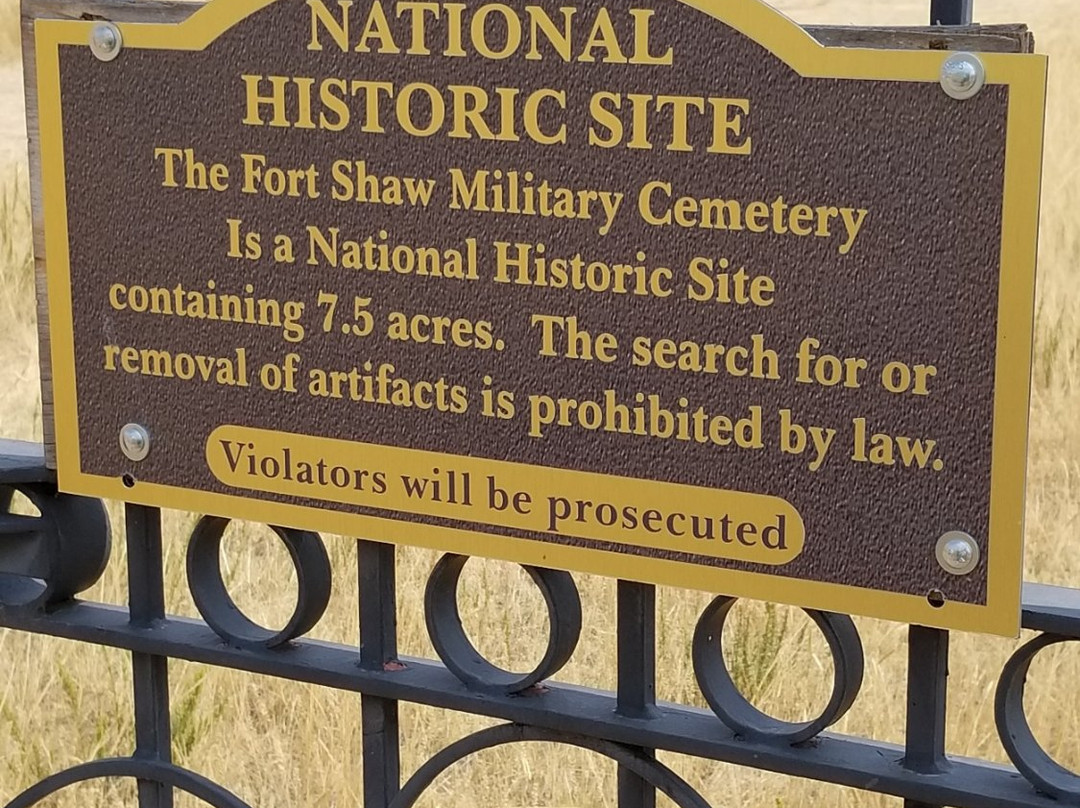 NATIONAL
HISTORIC SITE
The Fort Shaw Military Cemetery
Is a National Historic Site
containing 7.5 acres. The search for or
removal of artifacts is prohibited by law.
Violators will be prosecuted